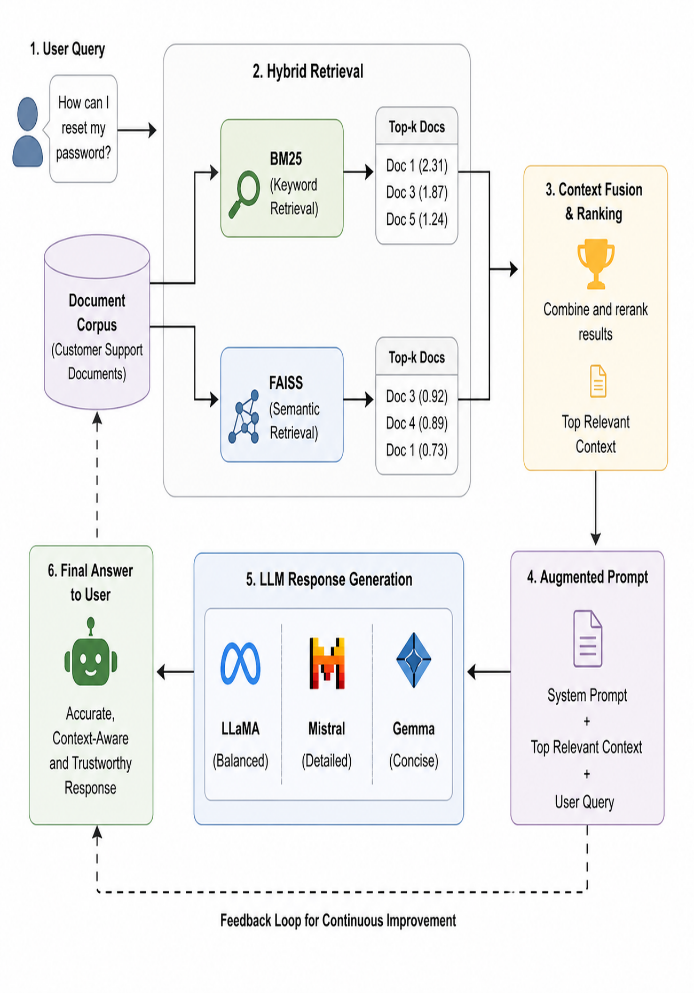 1. User Query
How can I
reset my
password?
2. Hybrid Retrieval
BM25
(Keyword
Retrieval)
Top-k Docs
Doc 1 (2.31)
Doc 3 (1.87)
Doc 5 (1.24)
Document
Corpus
(Customer Support
Documents)
FAISS
(Semantic
Retrieval)
Top-k Docs
Doc 3 (0.92)
Doc 4 (0.89)
Doc 1 (0.73)
3. Context Fusion
& Ranking
Combine and rerank
results
Top Relevant
Context
4. Augmented Prompt
System Prompt
+
Top Relevant Context
+
User Query
5. LLM Response Generation
LLaMA
(Balanced)
Mistral
(Detailed)
Gemma
(Concise)
6. Final Answer
to User
Accurate,
Context-Aware
and Trustworthy
Response
Feedback Loop for Continuous Improvement